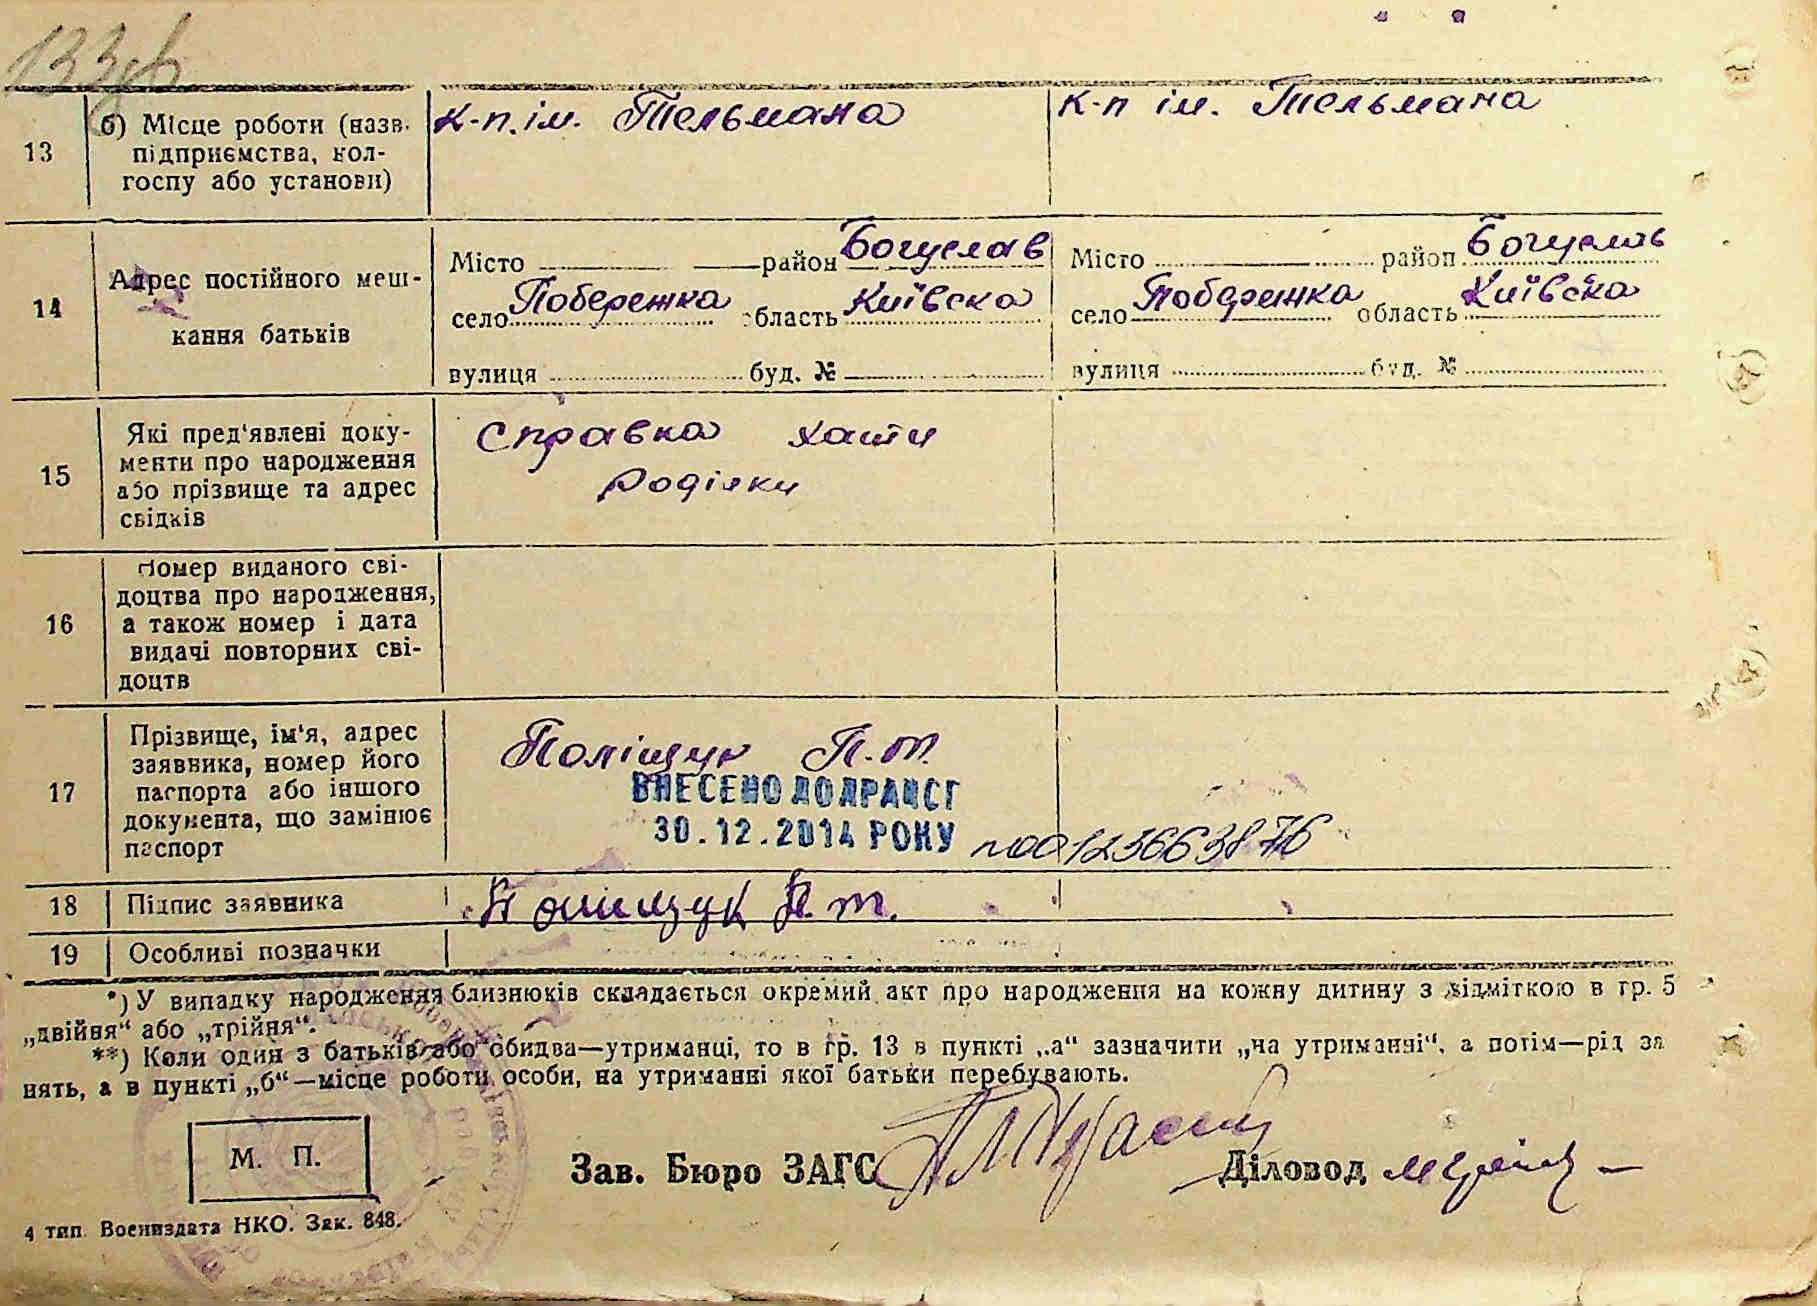 133зв
13 б) Місце роботи (назв. підприємства, колгоспу або установи)
к-п. ім. Тельмана
к-п ім. Тельмана
14 Адрес постійного мешкання батьків
Місто район Богуслав
село Побережка область Київска
вулиця буд. №
Місто район Богуслав
село Побережка область Київска
вулиця буд. №
15 Які пред'явлені документи про народження або прізвище та адрес свідків
Справка хати
роділки
16 Номер виданого свідоцтва про народження, а також номер і дата видачі повторних свідоцтв
17 Прізвище, ім'я, адрес заявника, номер його паспорта або іншого документа, що замінює паспорт
Поліщук П.Т.
ВНЕСЕНО ДО ДРАЦСГ
30.12.2014 РОКУ
00123663876
18 Підпис заявника
Полищук П.т.
19 Особливі позначки
*) У випадку народження близнюків складається окремий акт про народження на кожну дитину з відміткою в гр. 5
„двійня“ або „трійня“.
**) Коли один з батьків або обидва—утриманці, то в гр. 13 в пункті „а“ зазначити „на утриманні“, а потім—рід за
нять, а в пункті „б“—місце роботи особи, на утриманні якої батьки перебувають.
М. П.
Зав. Бюро ЗАГС
Діловод
4 тип. Воениздата НКО. Зак. 848.